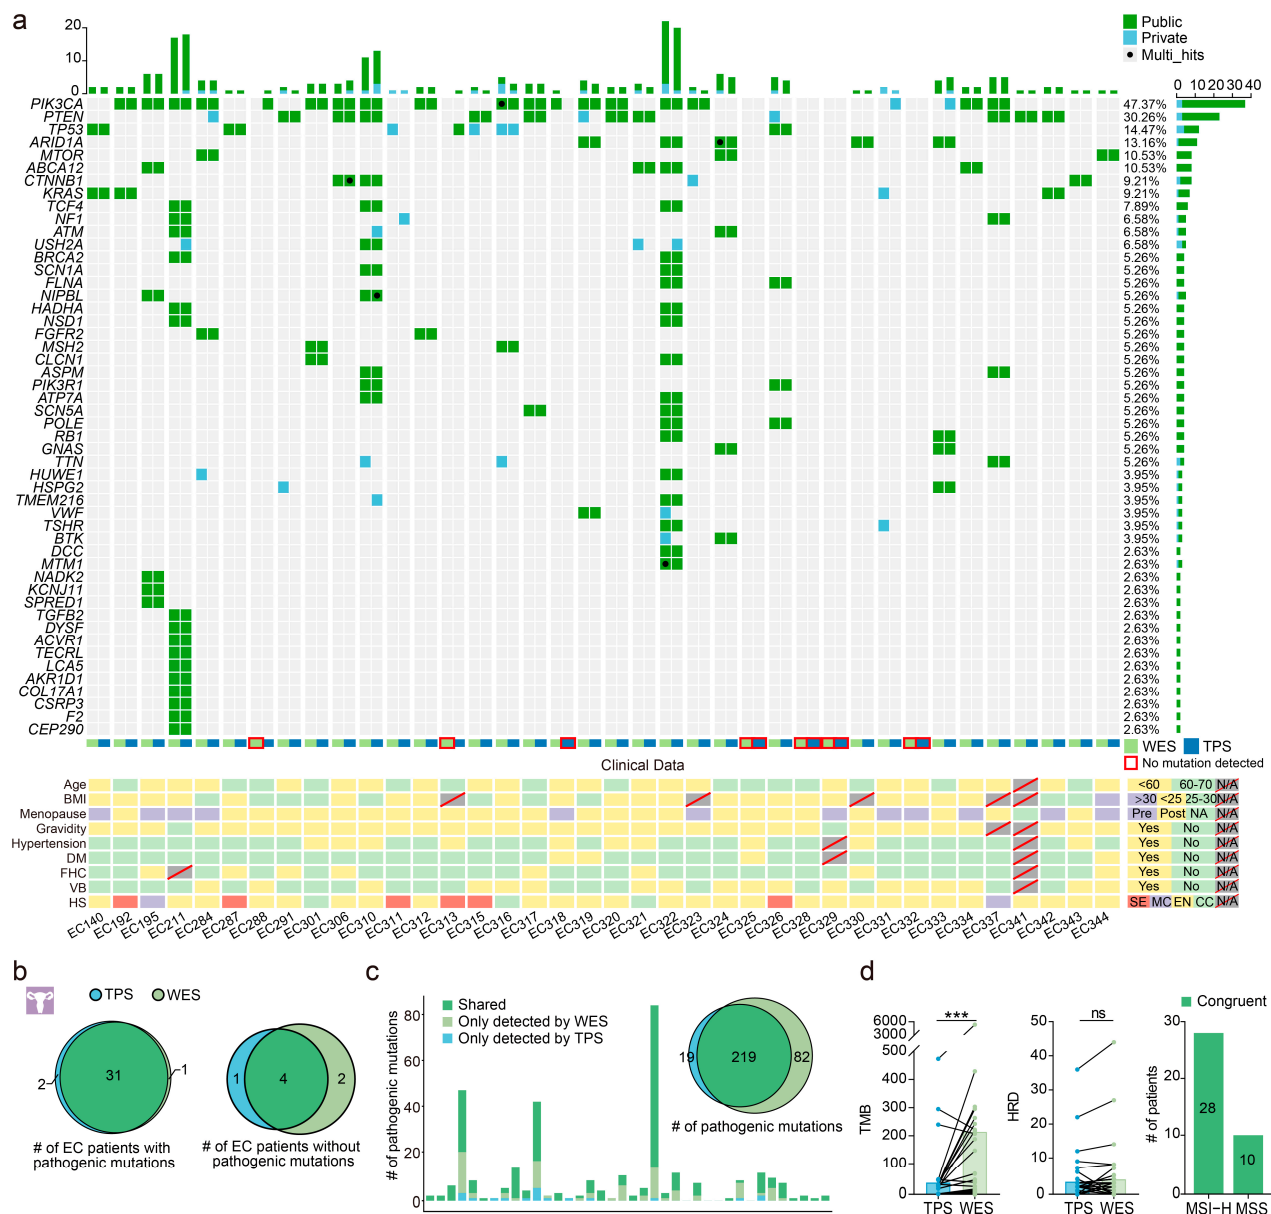 a
20
10
0
Public
Private
Multi_hits
0 10 20 30 40
PIK3CA 47.37%
PTEN 30.26%
TP53 14.47%
ARID1A 13.16%
MTOR 10.53%
ABCA12 10.53%
CTNNB1 9.21%
KRAS 9.21%
TCF4 7.89%
NF1 6.58%
ATM 6.58%
USH2A 6.58%
BRCA2 5.26%
SCN1A 5.26%
FLNA 5.26%
NIPBL 5.26%
HADHA 5.26%
NSD1 5.26%
FGFR2 5.26%
MSH2 5.26%
CLCN1 5.26%
ASPM 5.26%
PIK3R1 5.26%
ATP7A 5.26%
SCN5A 5.26%
POLE 5.26%
RB1 5.26%
GNAS 5.26%
TTN 5.26%
HUWE1 3.95%
HSPG2 3.95%
TMEM216 3.95%
VWF 3.95%
TSHR 3.95%
BTK 3.95%
DCC 2.63%
MTM1 2.63%
NADK2 2.63%
KCNJ11 2.63%
SPRED1 2.63%
TGFB2 2.63%
DYSF 2.63%
ACVR1 2.63%
TECRL 2.63%
LCA5 2.63%
AKR1D1 2.63%
COL17A1 2.63%
CSRP3 2.63%
F2 2.63%
CEP290 2.63%
WES TPS
No mutation detected
Clinical Data
Age <60 60-70 N/A
BMI >30 <25 25-30 N/A
Menopause Pre Post NA N/A
Gravidity Yes No N/A
Hypertension Yes No N/A
DM Yes No N/A
FHC Yes No N/A
VB Yes No N/A
HS SE MC EN CC N/A
EC140 EC192 EC195 EC211 EC284 EC287 EC288 EC291 EC301 EC306 EC310 EC311 EC312 EC313 EC315 EC316 EC317 EC318 EC319 EC320 EC321 EC322 EC323 EC324 EC325 EC326 EC328 EC329 EC330 EC331 EC332 EC333 EC334 EC337 EC341 EC342 EC343 EC344
b
TPS WES
2 31 1
# of EC patients with
pathogenic mutations
1 4 2
# of EC patients without
pathogenic mutations
c
# of pathogenic mutations
80
60
40
20
0
Shared
Only detected by WES
Only detected by TPS
19 219 82
# of pathogenic mutations
d
TMB
6000
3000
500
400
300
200
100
0
***
TPS WES
HRD
50
40
30
20
10
0
ns
TPS WES
Congruent
# of patients
30
20
10
0
28
10
MSI-H MSS